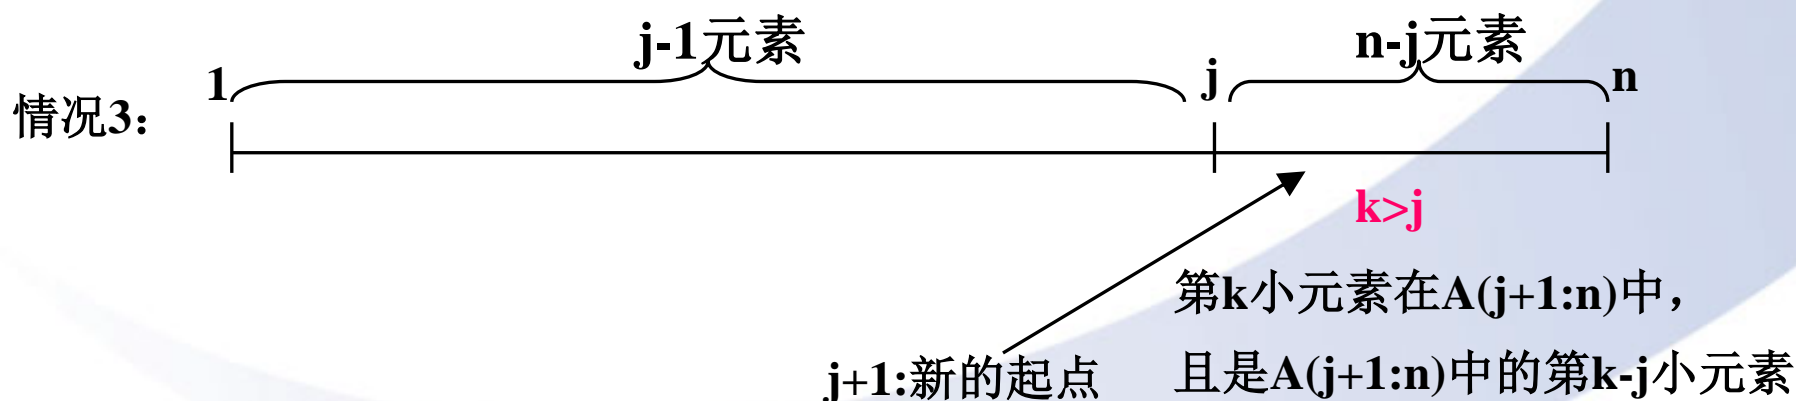 j-1元素
n-j元素
1
j
n
情况3：
k>j
第k小元素在A(j+1:n)中，
j+1:新的起点
且是A(j+1:n)中的第k-j小元素